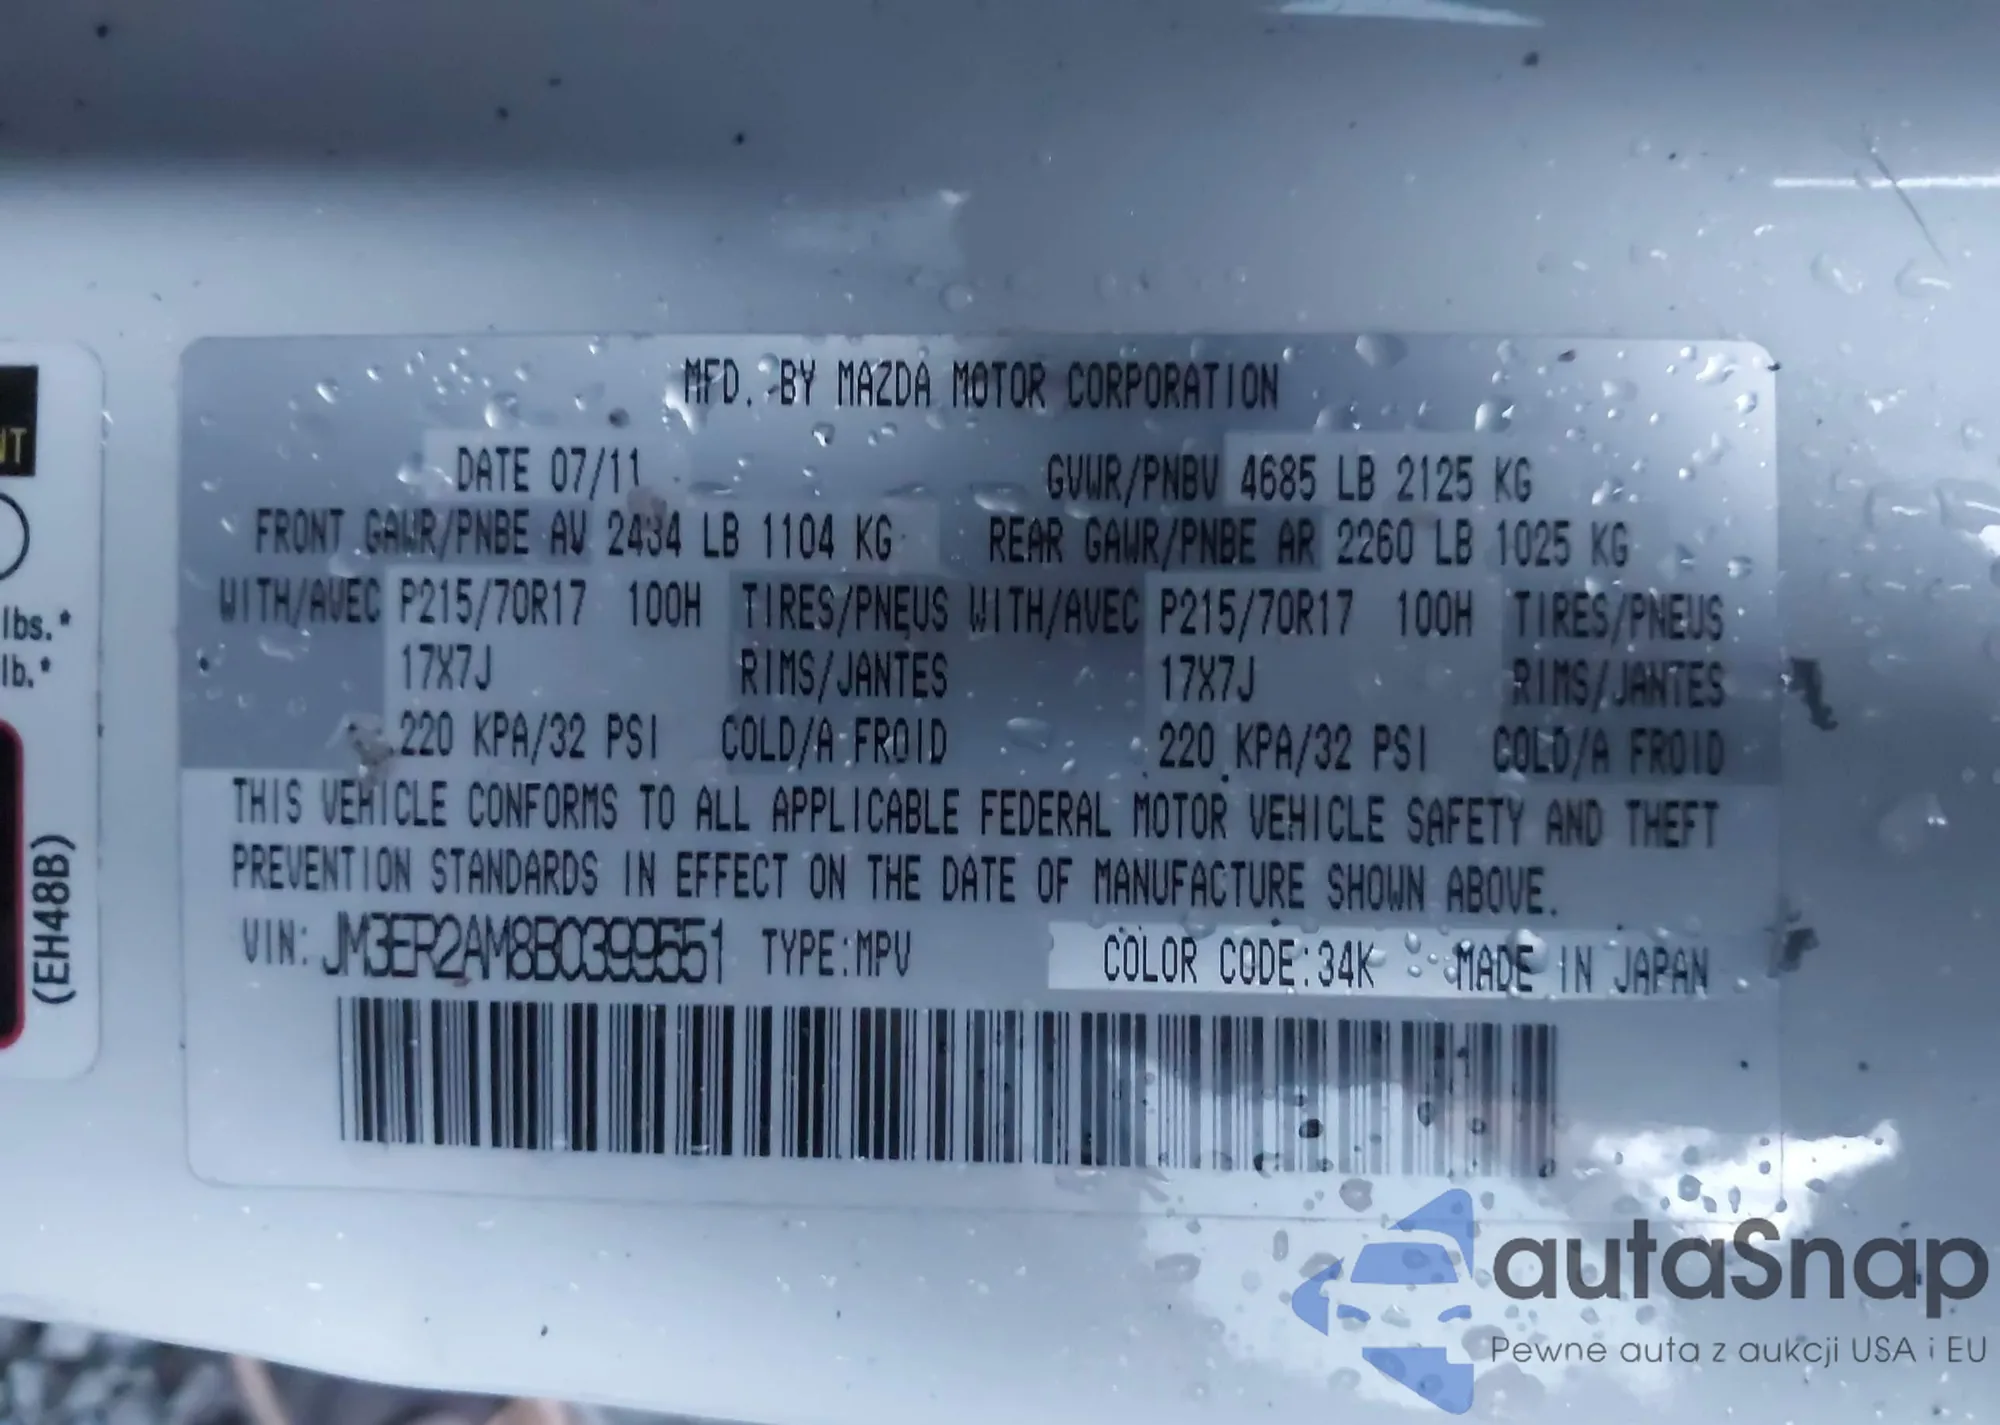 MFD. BY MAZDA MOTOR CORPORATION
DATE 07/11 GVWR/PNBV 4685 LB 2125 KG
FRONT GAWR/PNBE AV 2434 LB 1104 KG REAR GAWR/PNBE AR 2260 LB 1025 KG
WITH/AVEC P215/70R17 100H TIRES/PNEUS WITH/AVEC P215/70R17 100H TIRES/PNEUS
17X7J RIMS/JANTES 17X7J RIMS/JANTES
220 KPA/32 PSI COLD/A FROID 220 KPA/32 PSI COLD/A FROID
THIS VEHICLE CONFORMS TO ALL APPLICABLE FEDERAL MOTOR VEHICLE SAFETY AND THEFT
PREVENTION STANDARDS IN EFFECT ON THE DATE OF MANUFACTURE SHOWN ABOVE.
VIN: JM3ER2AM8B0399551 TYPE:MPV COLOR CODE:34K MADE IN JAPAN
NT
lbs.*
lb.*
(EH48B)
autaSnap
Pewne auta z aukcji USA i EU